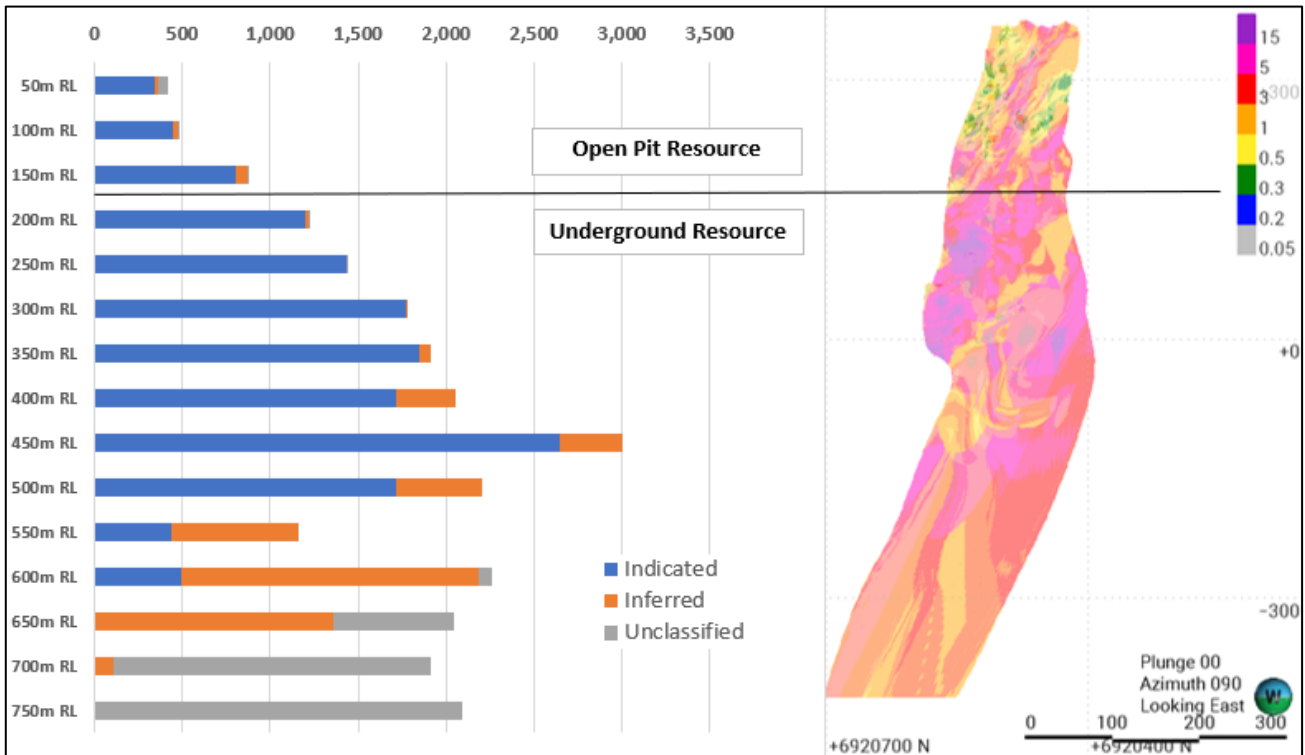 0 500 1,000 1,500 2,000 2,500 3,000 3,500
50m RL
100m RL
150m RL
200m RL
250m RL
300m RL
350m RL
400m RL
450m RL
500m RL
550m RL
600m RL
650m RL
700m RL
750m RL
Open Pit Resource
Underground Resource
Indicated
Inferred
Unclassified
15
5
3
+300
1
0.5
0.3
0.2
0.05
+0
-300
Plunge 00
Azimuth 090
Looking East
W
0 100 200 300
+6920700 N +6920400 N